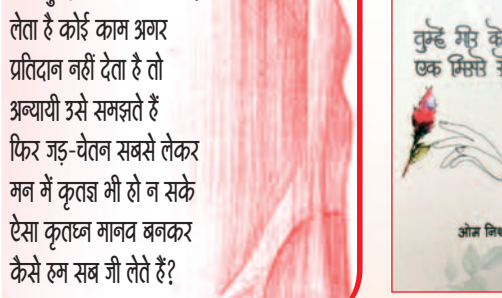 लेता है कोई काम अगर
प्रतिदान नहीं देता है तो
अन्यायी उसे समझते हैं
फिर जड़-चेतन सबसे लेकर
मन में कृतज्ञ भी हो न सके
ऐसा कृतघ्न मानव बनकर
कैसे हम सब जी लेते हैं?
तुम्हें गीत के
एक मिसरे
ओम